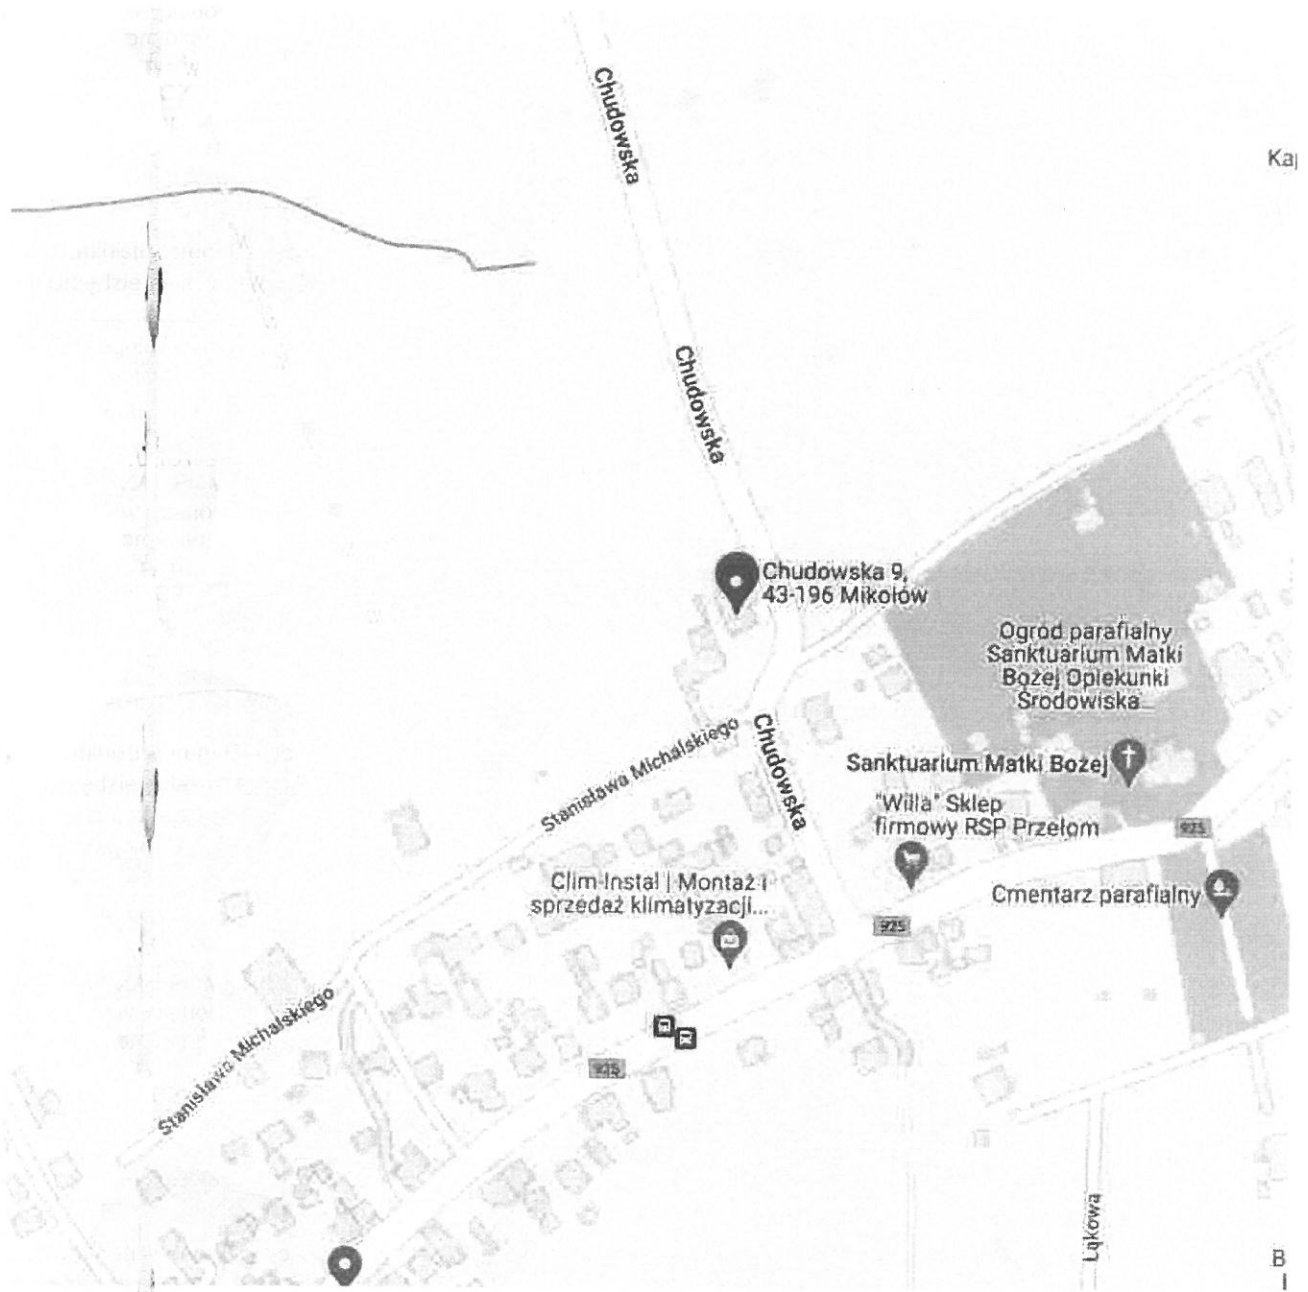 Chudowska
Kap
Chudowska
Chudowska 9,
43-196 Mikołów
Ogród parafialny
Sanktuarium Matki
Bożej Opiekunki
Środowiska...
Stanisława Michalskiego
Chudowska
Sanktuarium Matki Bożej
"Willa" Sklep
firmowy RSP Przełom
925
Clim-Instal | Montaż i
sprzedaż klimatyzacji...
Cmentarz parafialny
925
Stanisława Michalskiego
925
Łąkowa
B